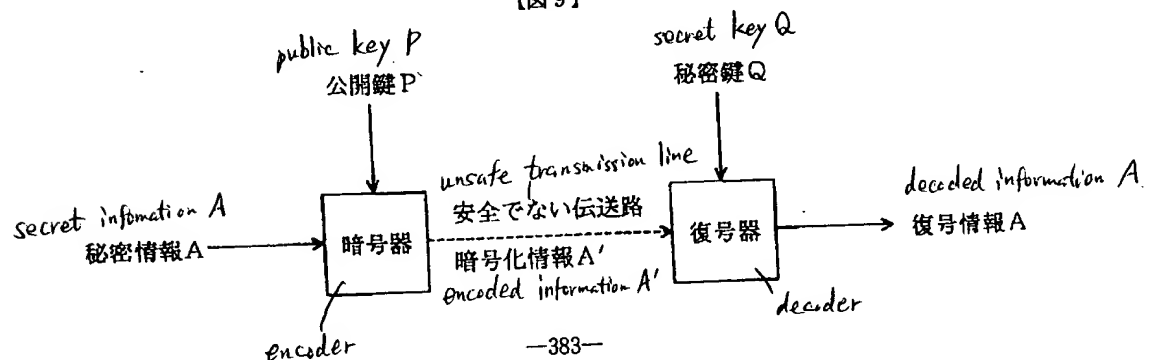 【図9】
public key P
公開鍵P
secret key Q
秘密鍵Q
secret infomation A
秘密情報A
暗号器
unsafe transmission line
安全でない伝送路
暗号化情報A′
encoded information A′
復号器
decoded information A
復号情報A
encoder
decoder
—383—